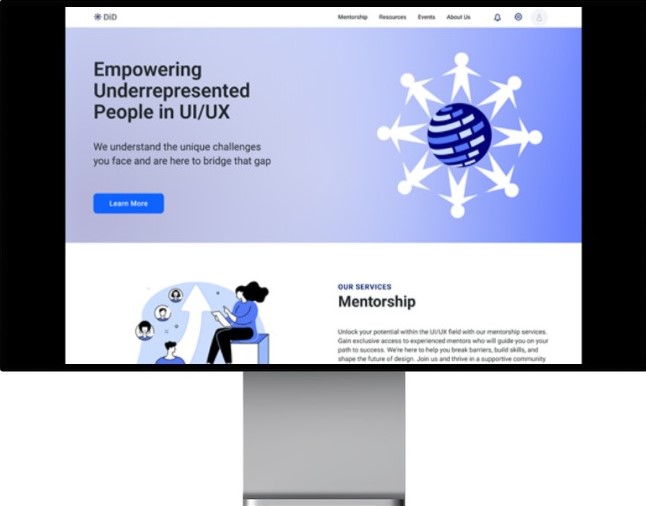 DiD
Mentorship Resources Events About Us
Empowering
Underrepresented
People in UI/UX
We understand the unique challenges
you face and are here to bridge that gap
Learn More
OUR SERVICES
Mentorship
Unlock your potential within the UI/UX field with our mentorship services.
Gain exclusive access to experienced mentors who will guide you on your
path to success. We're here to help you break barriers, build skills, and
shape the future of design. Join us and thrive in a supportive community